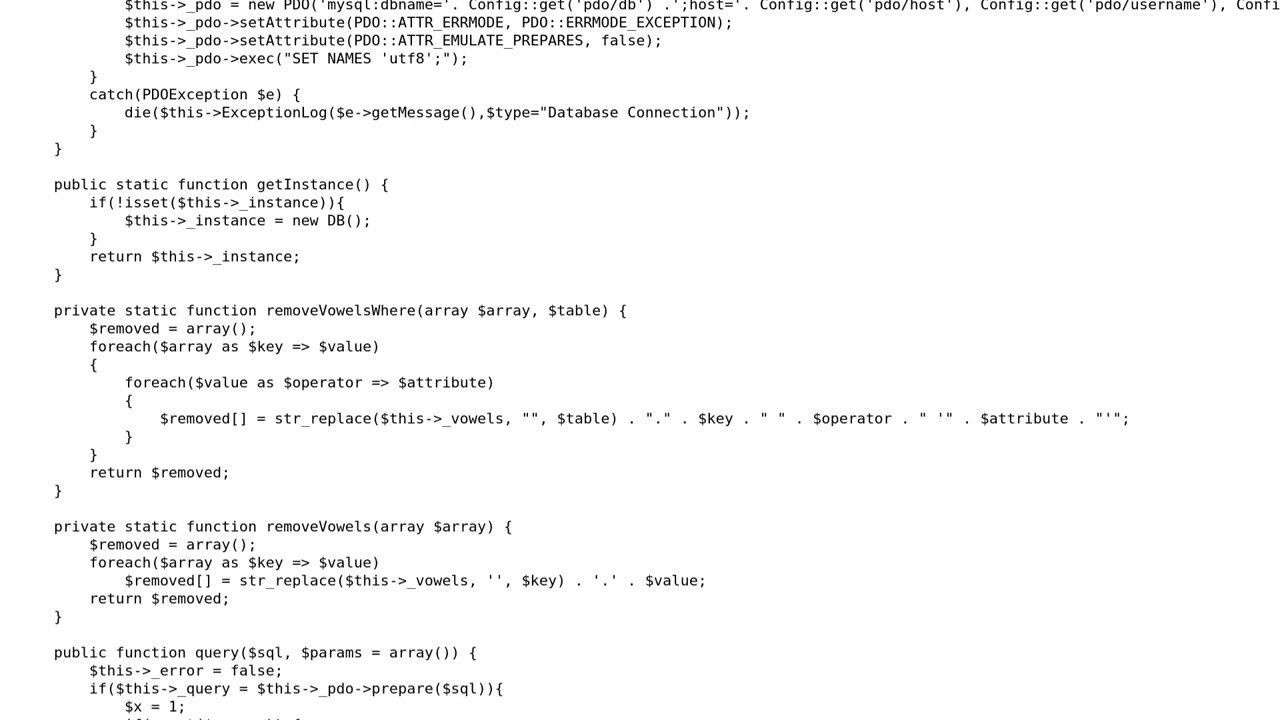 $this->_pdo = new PDO('mysql:dbname='. Config::get('pdo/db') .';host='. Config::get('pdo/host'), Config::get('pdo/username'),
$this->_pdo->setAttribute(PDO::ATTR_ERRMODE, PDO::ERRMODE_EXCEPTION);
$this->_pdo->setAttribute(PDO::ATTR_EMULATE_PREPARES, false);
$this->_pdo->exec("SET NAMES 'utf8';");
}
catch(PDOException $e) {
die($this->ExceptionLog($e->getMessage(),$type="Database Connection"));
}
}
public static function getInstance() {
if(!isset($this->_instance)){
$this->_instance = new DB();
}
return $this->_instance;
}
private static function removeVowelsWhere(array $array, $table) {
$removed = array();
foreach($array as $key => $value)
{
foreach($value as $operator => $attribute)
{
$removed[] = str_replace($this->_vowels, "", $table) . "." . $key . " " . $operator . " '" . $attribute . "'";
}
}
return $removed;
}
private static function removeVowels(array $array) {
$removed = array();
foreach($array as $key => $value)
$removed[] = str_replace($this->_vowels, '', $key) . '.' . $value;
return $removed;
}
public function query($sql, $params = array()) {
$this->_error = false;
if($this->_query = $this->_pdo->prepare($sql)){
$x = 1;